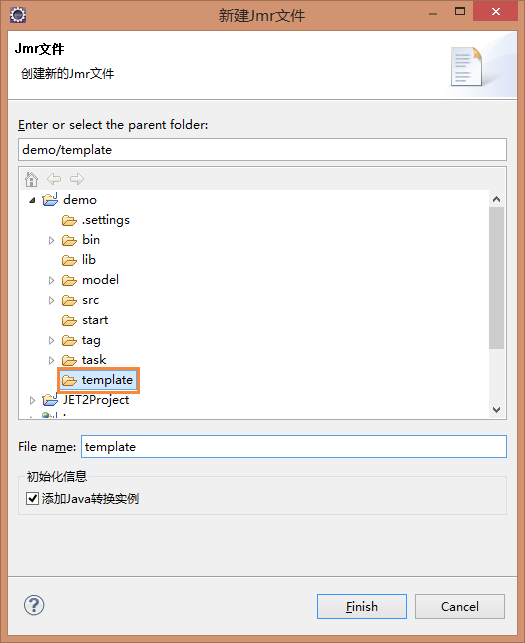 新建Jmr文件
Jmr文件
创建新的Jmr文件
Enter or select the parent folder:
demo/template
demo
.settings
bin
lib
model
src
start
tag
task
template
JET2Project
File name: template
初始化信息
添加Java转换实例
Finish Cancel